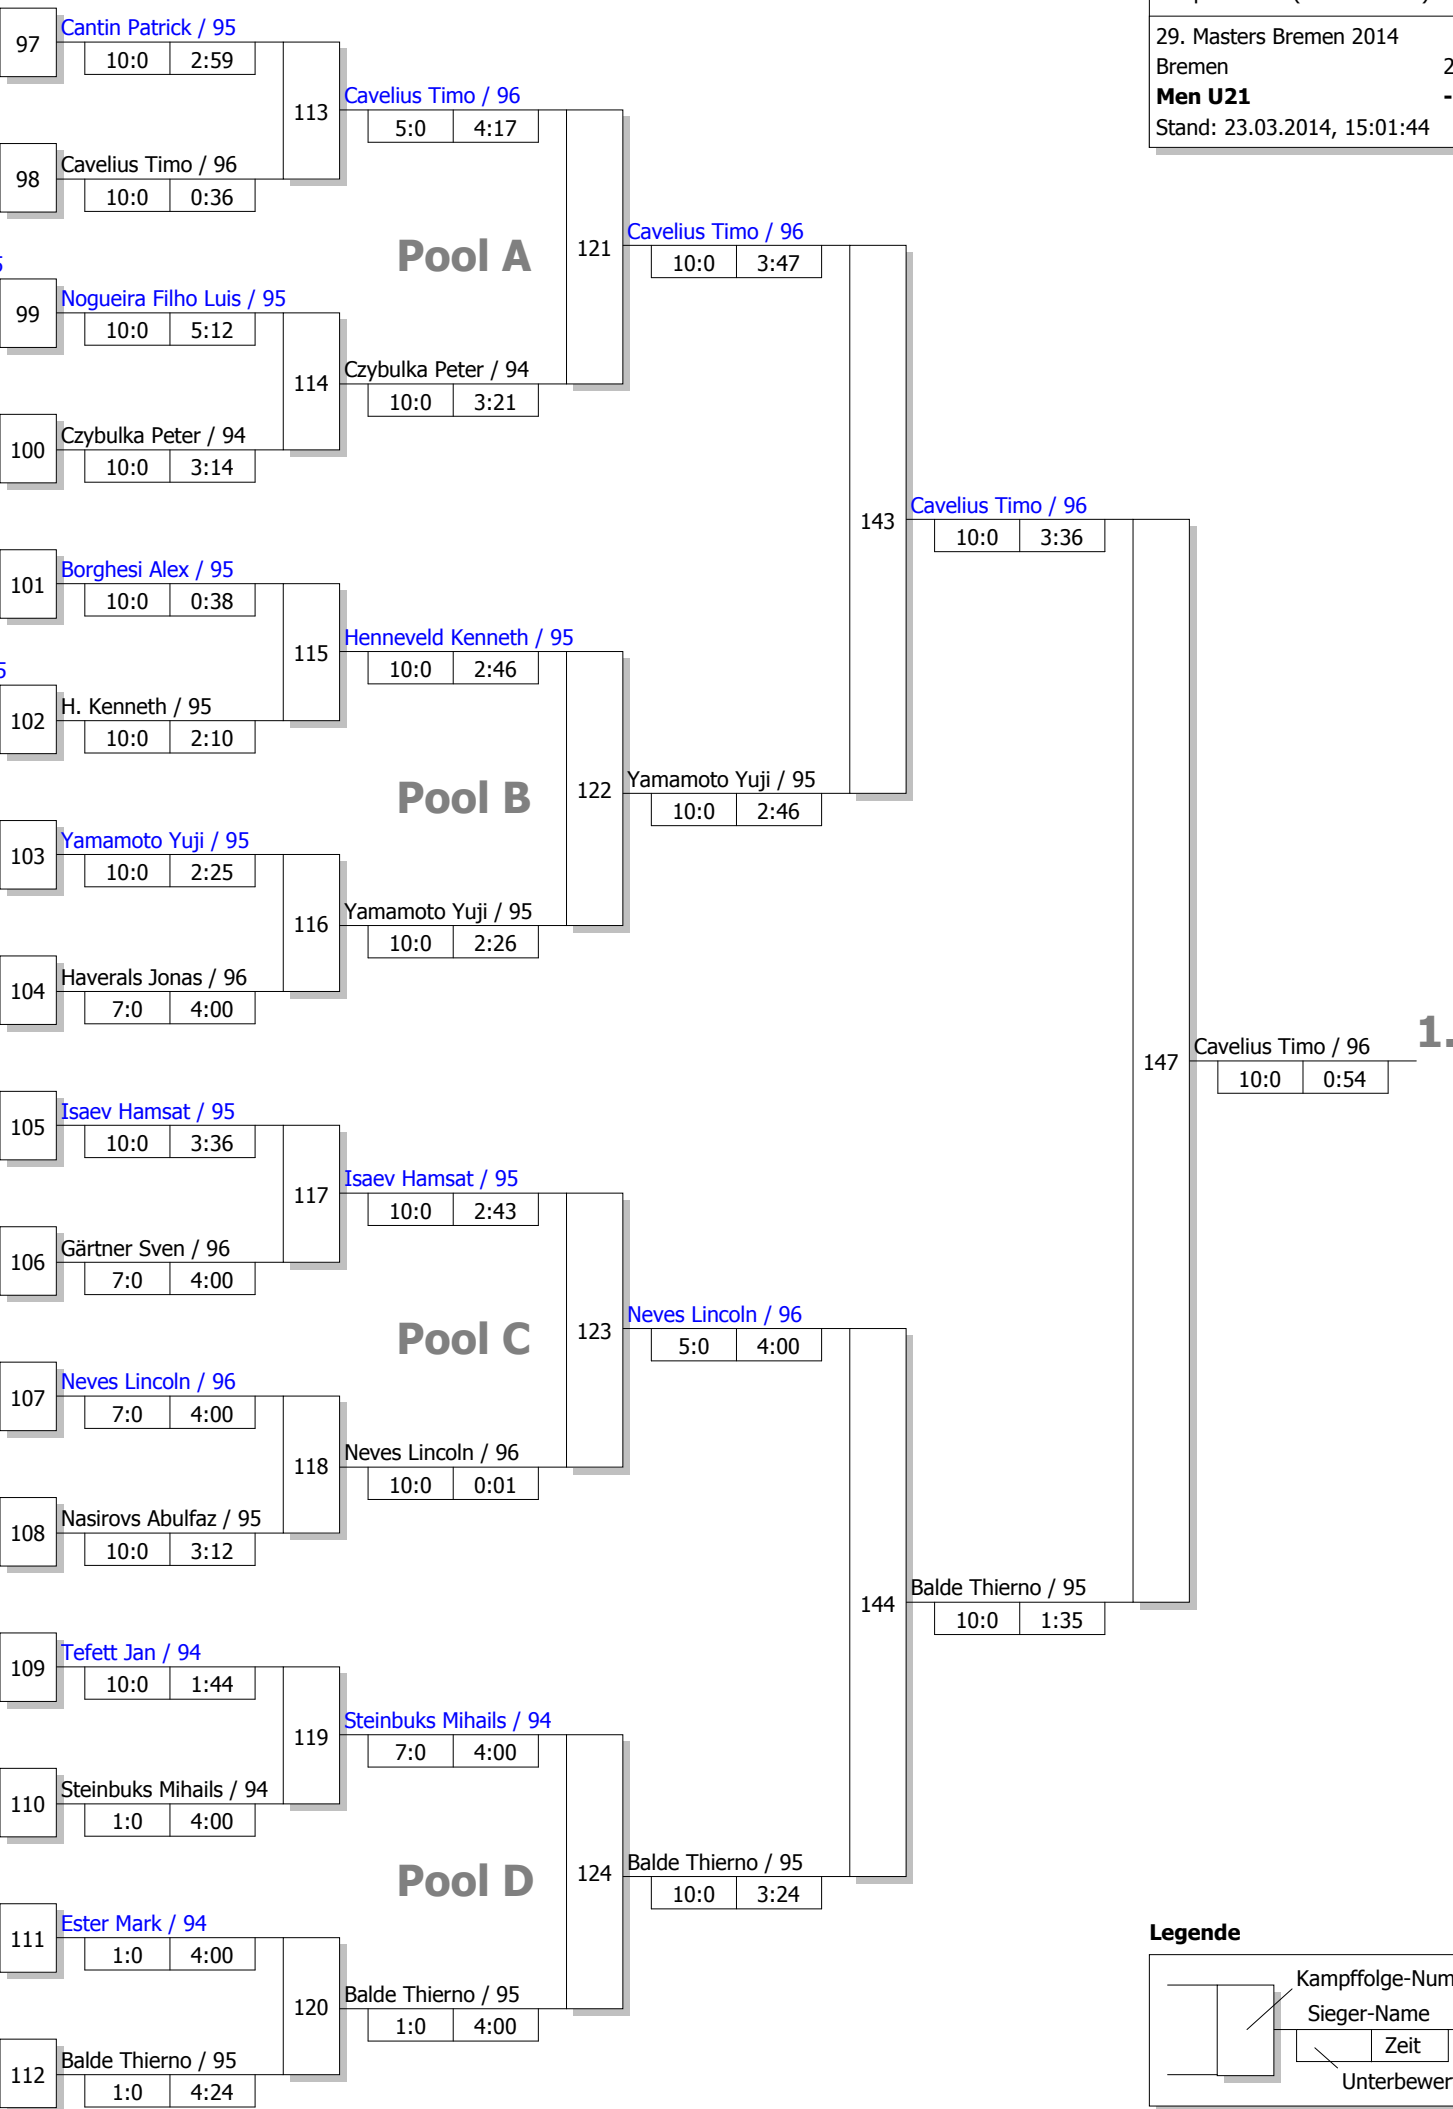 29. Masters Bremen 2014
Bremen
Men U21
Stand: 23.03.2014, 15:01:44
97
Cantin Patrick / 95
10:0 2:59
113
Cavelius Timo / 96
5:0 4:17
98
Cavelius Timo / 96
10:0 0:36
Pool A
121
Cavelius Timo / 96
10:0 3:47
99
Nogueira Filho Luis / 95
10:0 5:12
114
Czybulka Peter / 94
10:0 3:21
100
Czybulka Peter / 94
10:0 3:14
143
Cavelius Timo / 96
10:0 3:36
101
Borghesi Alex / 95
10:0 0:38
115
Henneveld Kenneth / 95
10:0 2:46
102
H. Kenneth / 95
10:0 2:10
Pool B
122
Yamamoto Yuji / 95
10:0 2:46
103
Yamamoto Yuji / 95
10:0 2:25
116
Yamamoto Yuji / 95
10:0 2:26
104
Haverals Jonas / 96
7:0 4:00
147
Cavelius Timo / 96
10:0 0:54
1.
105
Isaev Hamsat / 95
10:0 3:36
117
Isaev Hamsat / 95
10:0 2:43
106
Gärtner Sven / 96
7:0 4:00
Pool C
123
Neves Lincoln / 96
5:0 4:00
107
Neves Lincoln / 96
7:0 4:00
118
Neves Lincoln / 96
10:0 0:01
108
Nasirovs Abulfaz / 95
10:0 3:12
144
Balde Thierno / 95
10:0 1:35
109
Tefett Jan / 94
10:0 1:44
119
Steinbuks Mihails / 94
7:0 4:00
110
Steinbuks Mihails / 94
1:0 4:00
Pool D
124
Balde Thierno / 95
10:0 3:24
111
Ester Mark / 94
1:0 4:00
120
Balde Thierno / 95
1:0 4:00
112
Balde Thierno / 95
1:0 4:24
Legende
Kampffolge-Num
Sieger-Name
Zeit
Unterbewer